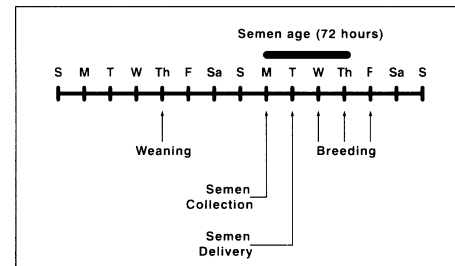 Semen age (72 hours)
S M T W Th F Sa S M T W Th F Sa S
Weaning
Breeding
Semen
Collection
Semen
Delivery